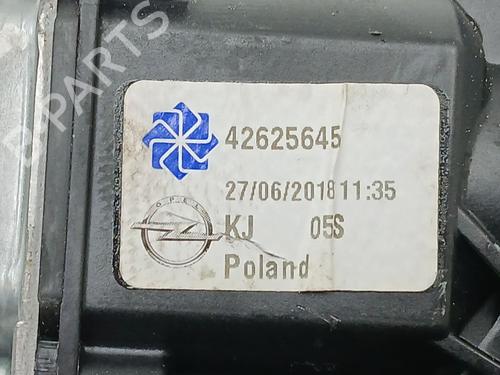 B-PARTS
42625645
27/06/2018 11:35
OPEL
KJ 05S
Poland